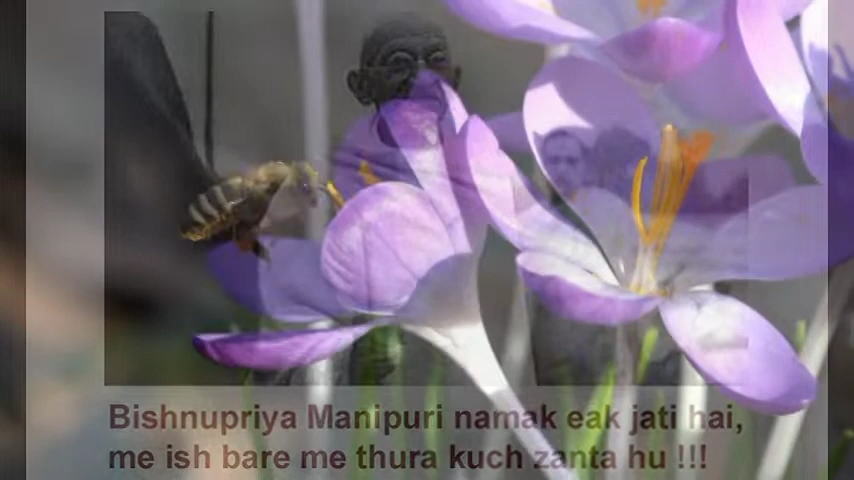 Bishnupriya Manipuri namak eak jati hai,
me ish bare me thura kuch zanta hu !!!